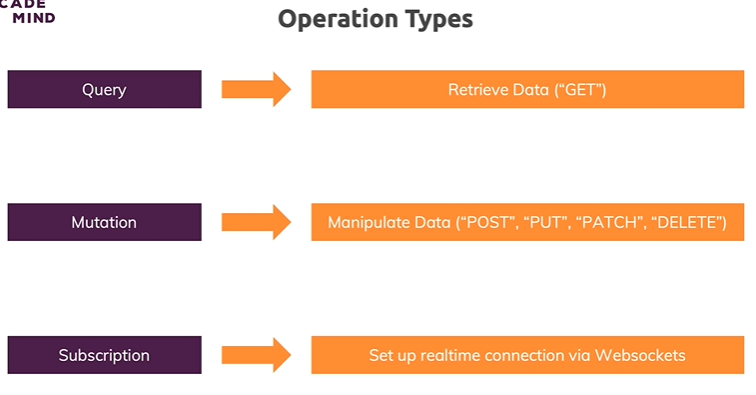 CADE
MIND
Operation Types
Query
Retrieve Data (“GET”)
Mutation
Manipulate Data (“POST”, “PUT”, “PATCH”, “DELETE”)
Subscription
Set up realtime connection via Websockets